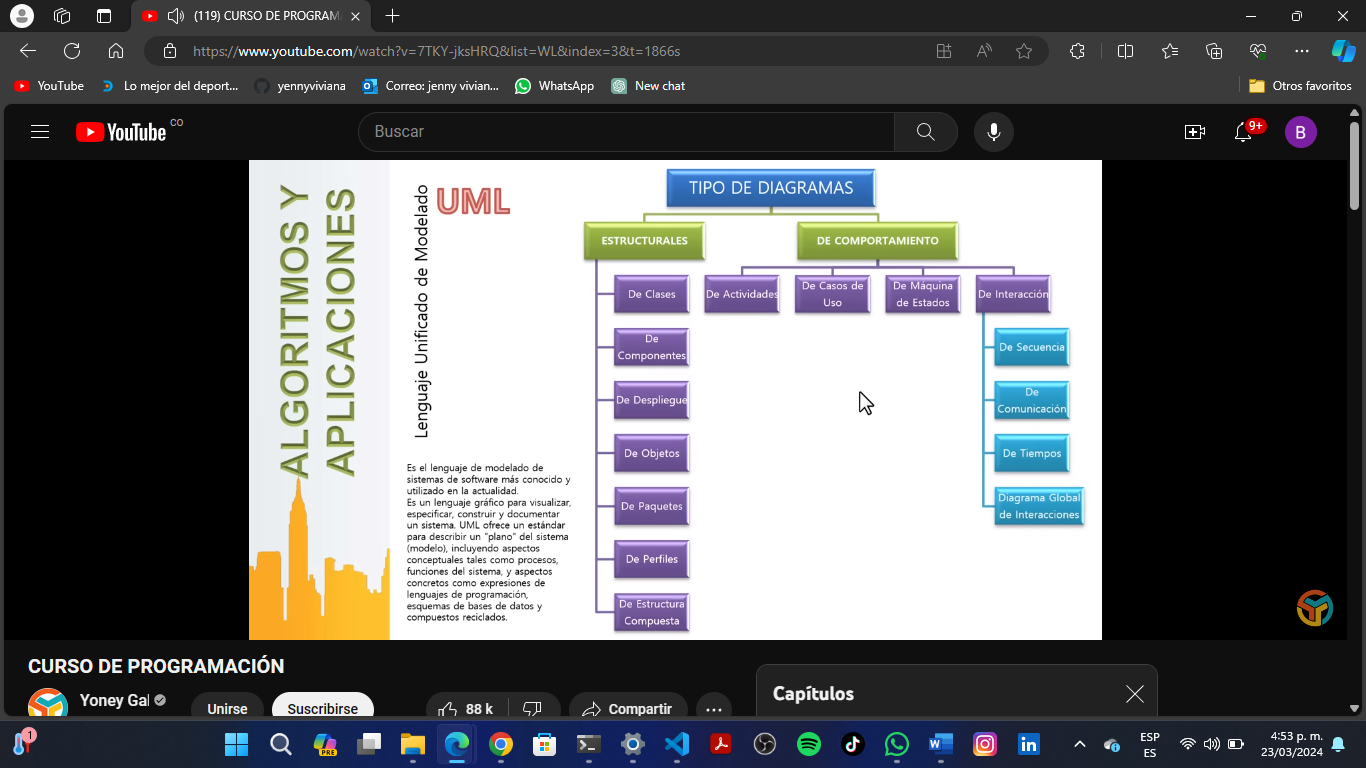 (119) CURSO DE PROGRAM
https://www.youtube.com/watch?v=7TKY-jksHRQ&list=WL&index=3&t=1866s
YouTube
Lo mejor del deport...
yennyviviana
Correo: jenny vivian...
WhatsApp
New chat
Otros favoritos
YouTube CO
Buscar
9+
B
ALGORITMOS Y
APLICACIONES
Lenguaje Unificado de Modelado
UML
Es el lenguaje de modelado de
sistemas de software más conocido y
utilizado en la actualidad.
Es un lenguaje gráfico para visualizar,
especificar, construir y documentar
un sistema. UML ofrece un estándar
para describir un "plano" del sistema
(modelo), incluyendo aspectos
conceptuales tales como procesos,
funciones del sistema, y aspectos
concretos como expresiones de
lenguajes de programación,
esquemas de bases de datos y
compuestos reciclados.
TIPO DE DIAGRAMAS
ESTRUCTURALES
De Clases
De
Componentes
De Despliegue
De Objetos
De Paquetes
De Perfiles
De Estructura
Compuesta
DE COMPORTAMIENTO
De Actividades
De Casos de
Uso
De Máquina
de Estados
De Interacción
De Secuencia
De
Comunicación
De Tiempos
Diagrama Global
de Interacciones
CURSO DE PROGRAMACIÓN
Yoney Gal
Unirse
Suscribirse
88 k
Compartir
Capítulos
1
PRE
ESP
ES
4:53 p. m.
23/03/2024